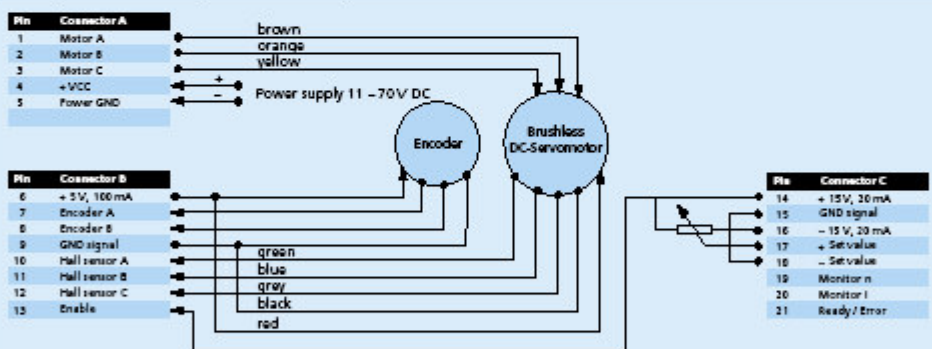 Pin Connector A
1 Motor A
2 Motor B
3 Motor C
4 +VCC
5 Power GND
brown
orange
yellow
+
–
Power supply 11 – 70V DC
Encoder
Brushless
DC-Servomotor
Pin Connector B
6 + 5V, 100 mA
7 Encoder A
8 Encoder B
9 GND signal
10 Hall sensor A
11 Hall sensor B
12 Hall sensor C
13 Enable
green
blue
grey
black
red
Pin Connector C
14 + 15V, 20 mA
15 GND signal
16 – 15 V, 20 mA
17 + Set value
18 – Set value
19 Monitor n
20 Monitor I
21 Ready / Error